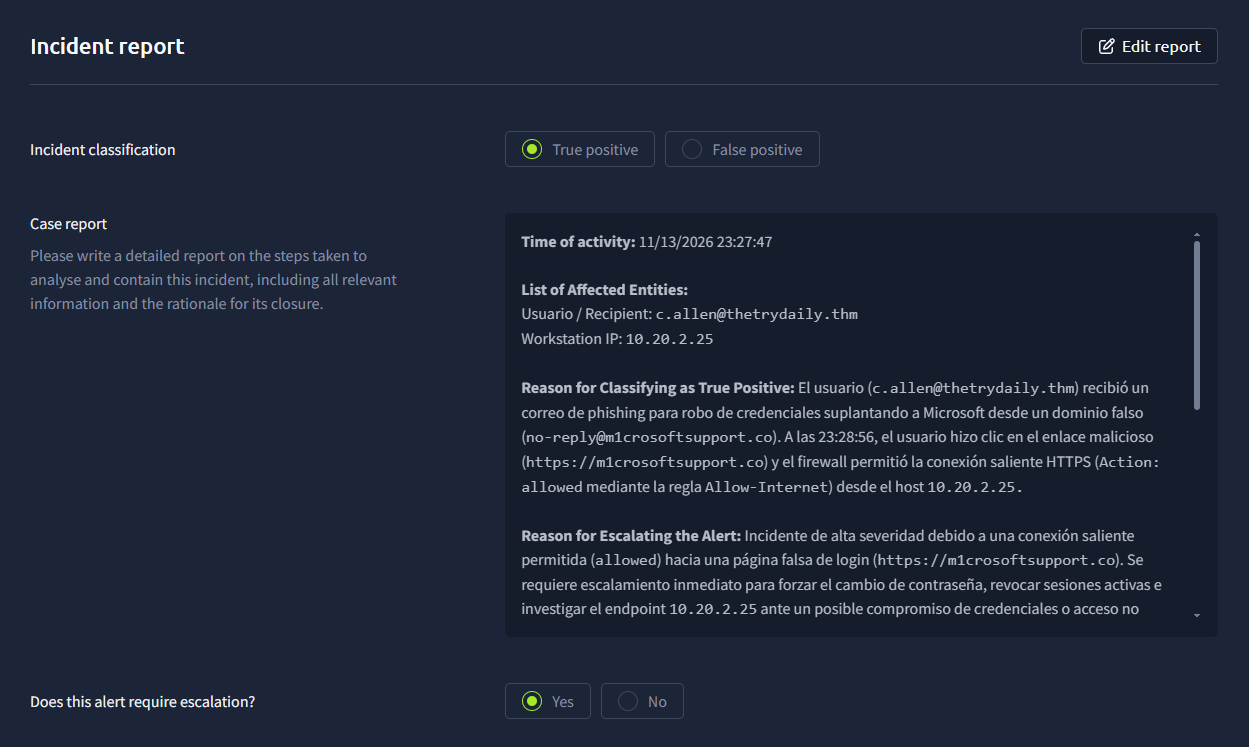 Incident report
Edit report
Incident classification
True positive
False positive
Case report
Please write a detailed report on the steps taken to
analyse and contain this incident, including all relevant
information and the rationale for its closure.
Time of activity: 11/13/2026 23:27:47
List of Affected Entities:
Usuario / Recipient: c.allen@thetrydaily.thm
Workstation IP: 10.20.2.25
Reason for Classifying as True Positive: El usuario (c.allen@thetrydaily.thm) recibió un
correo de phishing para robo de credenciales suplantando a Microsoft desde un dominio falso
(no-reply@m1crosoftsupport.co). A las 23:28:56, el usuario hizo clic en el enlace malicioso
(https://m1crosoftsupport.co) y el firewall permitió la conexión saliente HTTPS (Action:
allowed mediante la regla Allow-Internet) desde el host 10.20.2.25.
Reason for Escalating the Alert: Incidente de alta severidad debido a una conexión saliente
permitida (allowed) hacia una página falsa de login (https://m1crosoftsupport.co). Se
requiere escalamiento inmediato para forzar el cambio de contraseña, revocar sesiones activas e
investigar el endpoint 10.20.2.25 ante un posible compromiso de credenciales o acceso no
Does this alert require escalation?
Yes
No